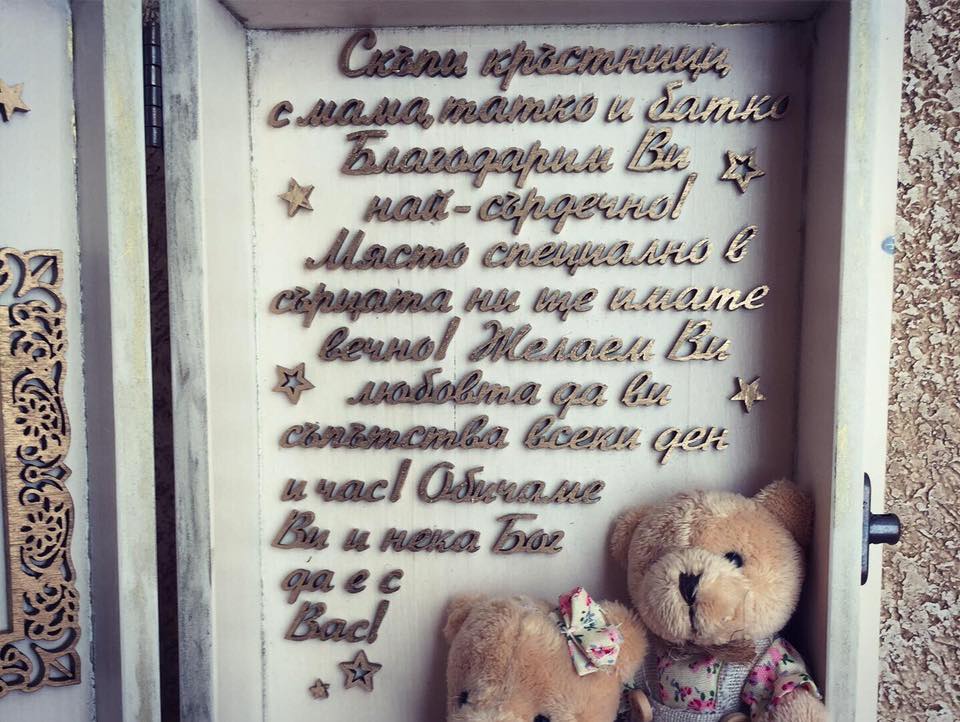 Скъпи кръстници,
с мама, татко и батко
Благодарим Ви
най-сърдечно!
Място специално в
сърцата ни ще имате
вечно! Желаем Ви
любовта да ви
съпътства всеки ден
и час! Обичаме
Ви и нека Бог
да е с
Вас!